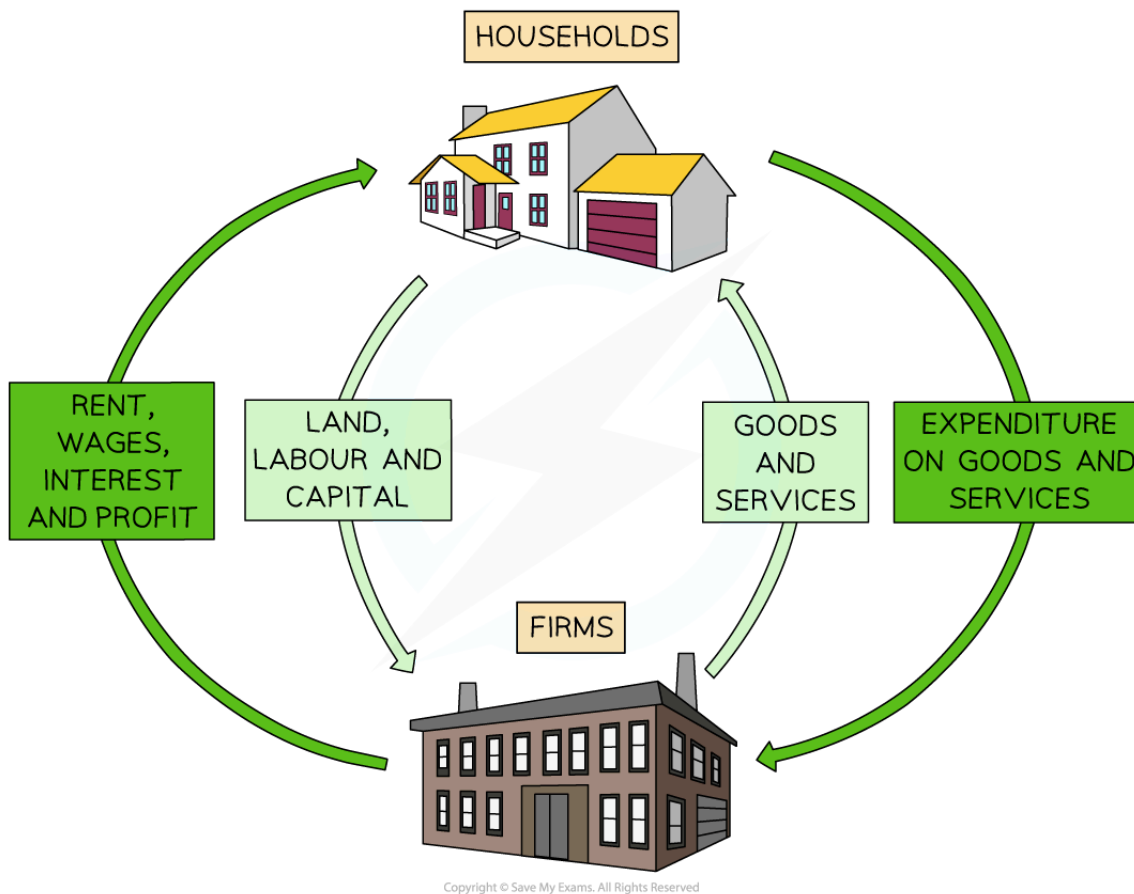 HOUSEHOLDS
RENT,
WAGES,
INTEREST
AND PROFIT
LAND,
LABOUR AND
CAPITAL
GOODS
AND
SERVICES
EXPENDITURE
ON GOODS AND
SERVICES
FIRMS
Copyright © Save My Exams. All Rights Reserved